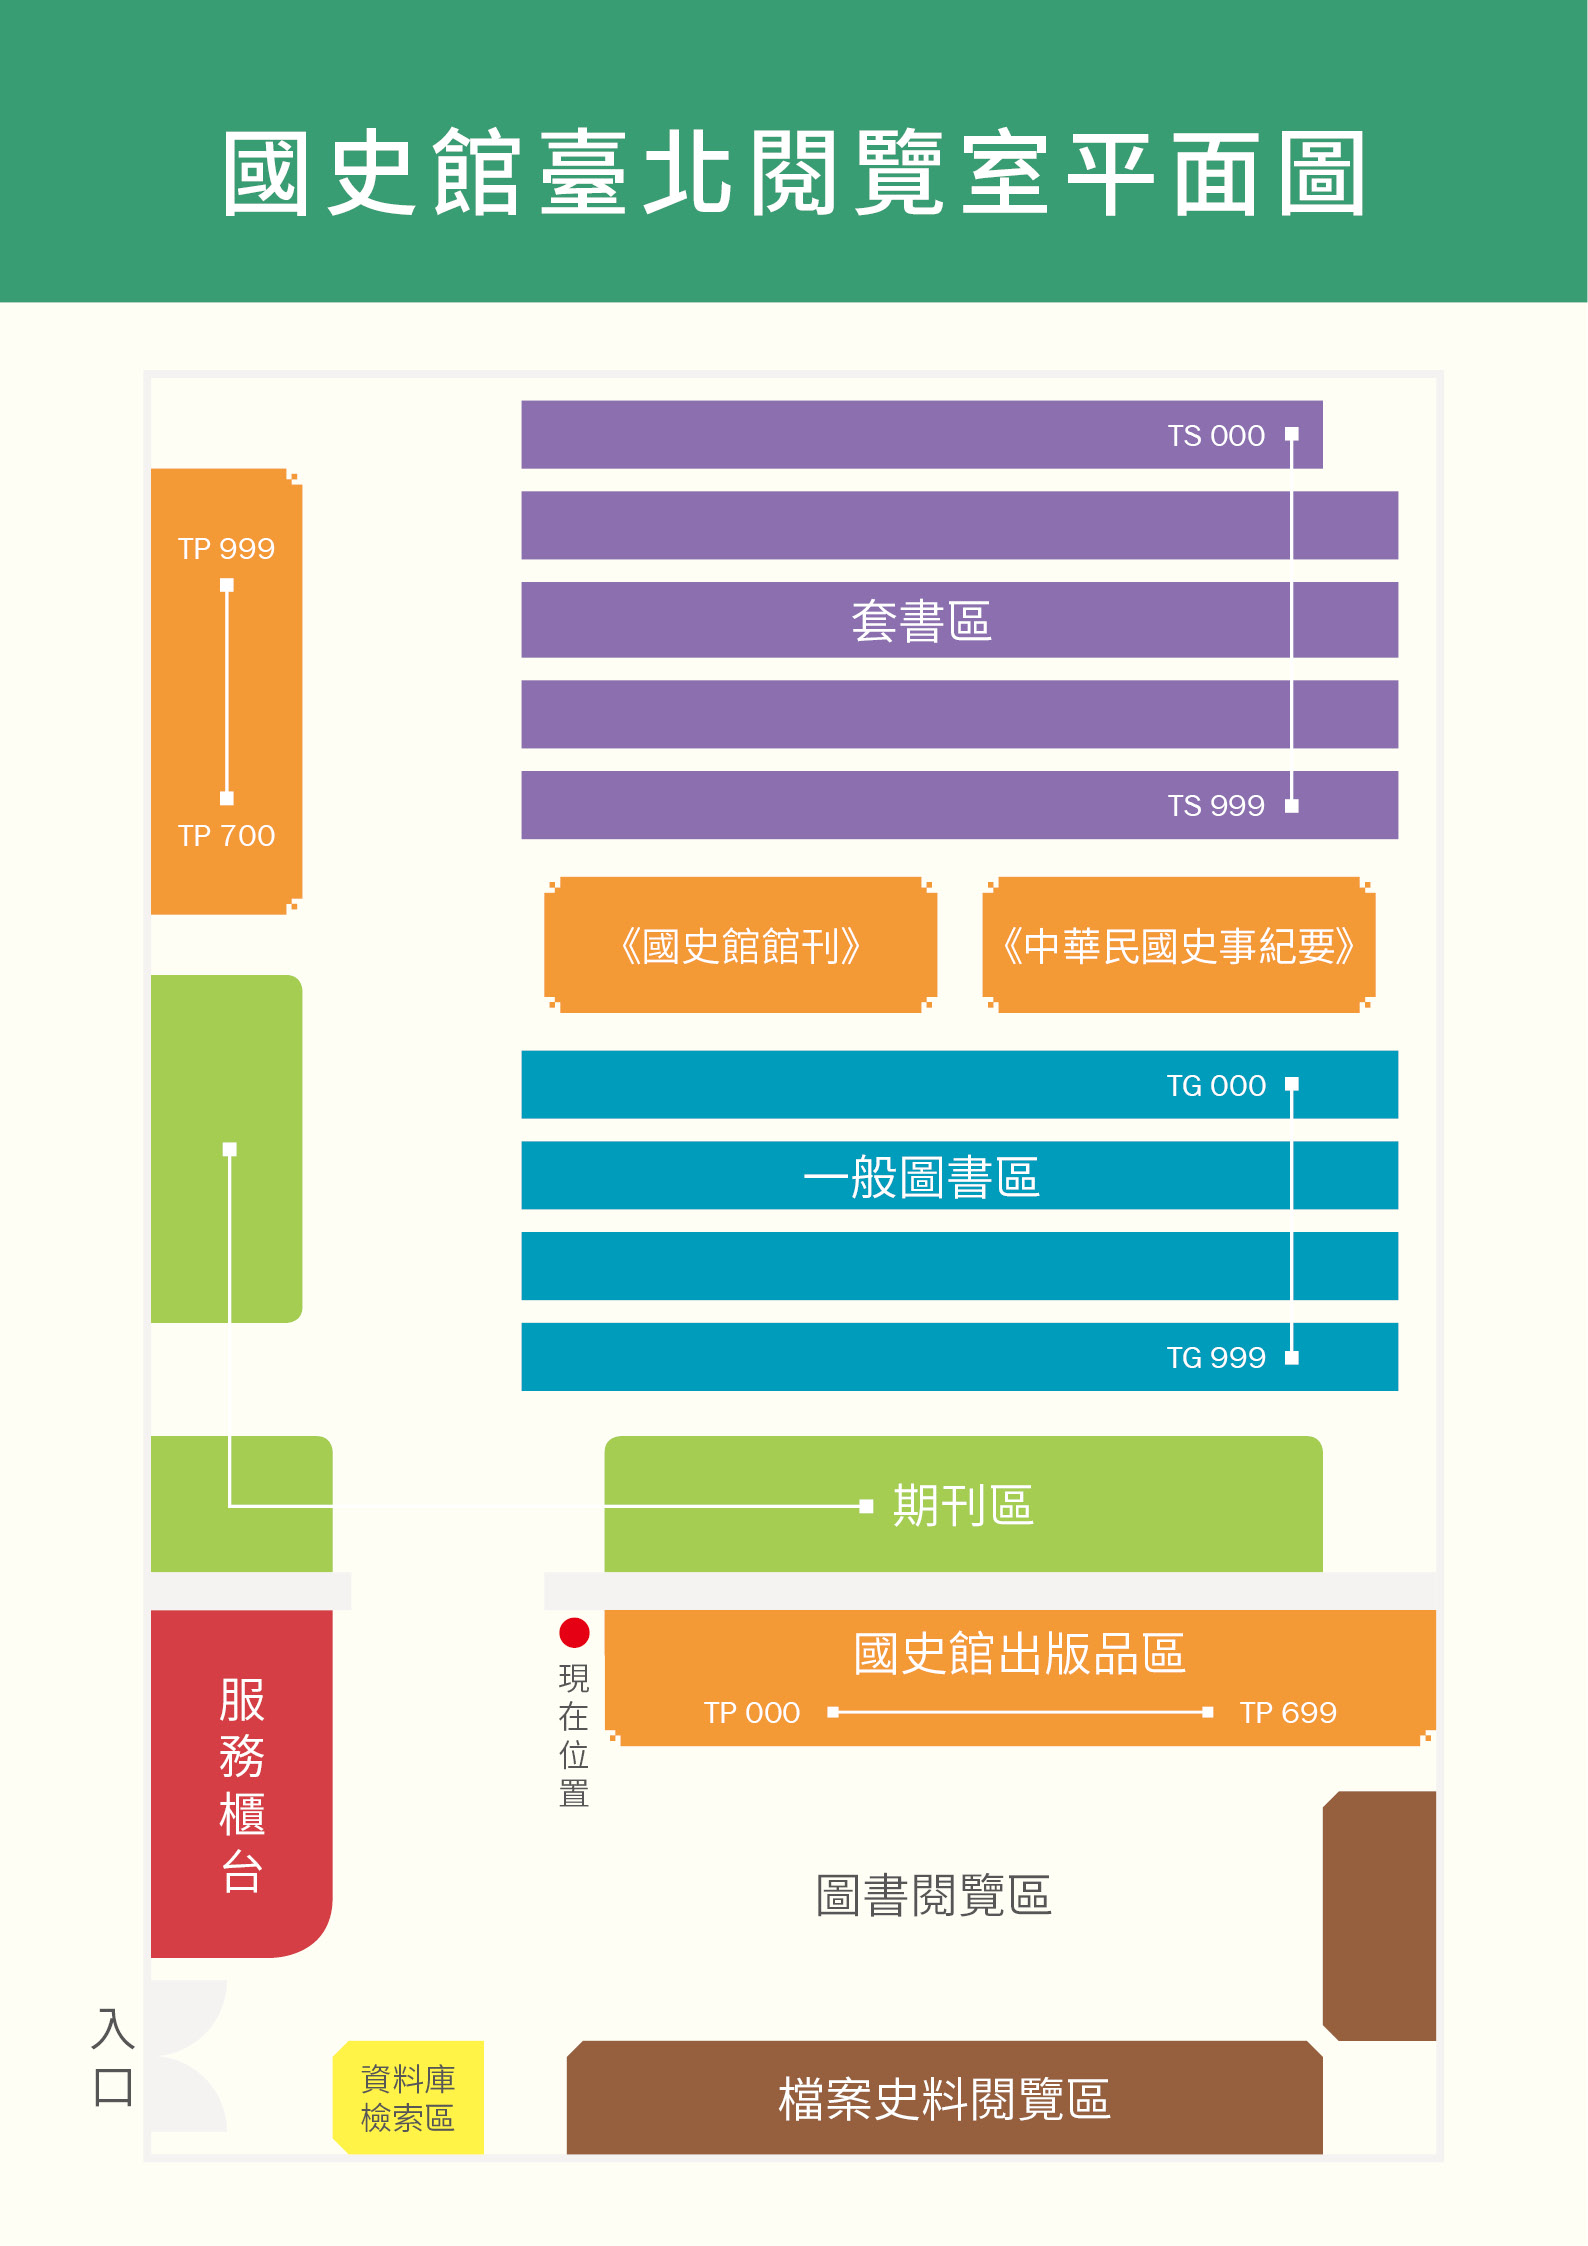 國史館臺北閱覽室平面圖
TS 000
TP 999
套書區
TP 700
TS 999
《國史館館刊》
《中華民國史事紀要》
TG 000
一般圖書區
TG 999
期刊區
國史館出版品區
TP 000
TP 699
現在位置
服務櫃台
圖書閱覽區
入口
資料庫
檢索區
檔案史料閱覽區